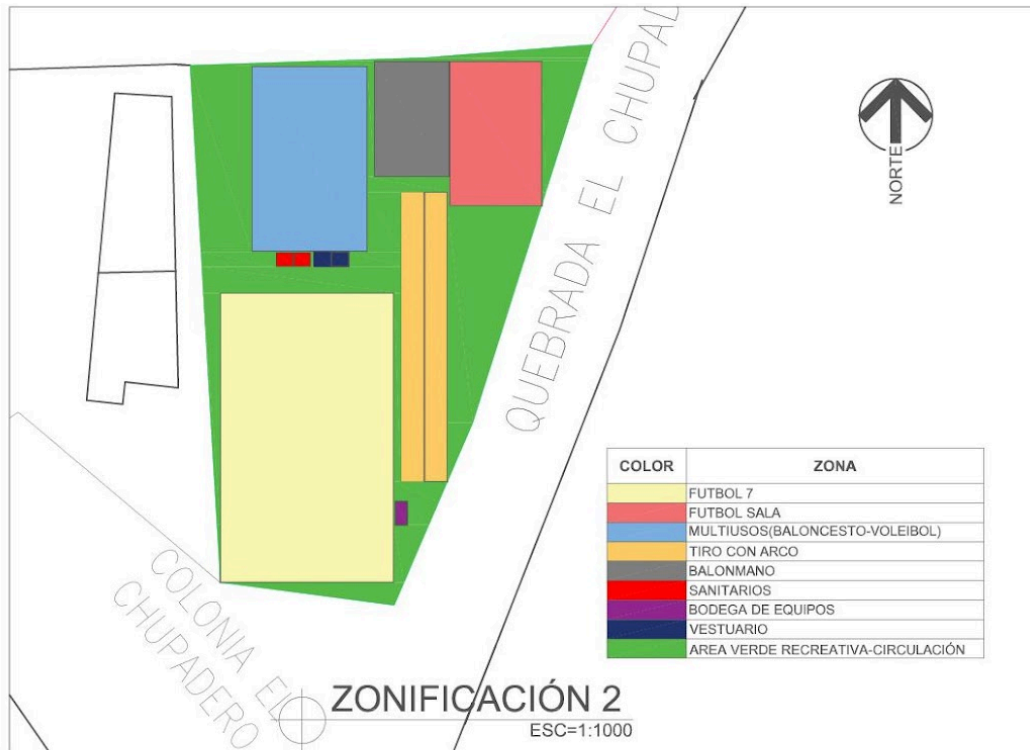 QUEBRADA EL CHUPAD
NORTE
COLOR ZONA
FUTBOL 7
FUTBOL SALA
MULTIUSOS(BALONCESTO-VOLEIBOL)
TIRO CON ARCO
BALONMANO
SANITARIOS
BODEGA DE EQUIPOS
VESTUARIO
AREA VERDE RECREATIVA-CIRCULACIÓN
COLONIA EL
CHUPADERO
ZONIFICACIÓN 2
ESC=1:1000